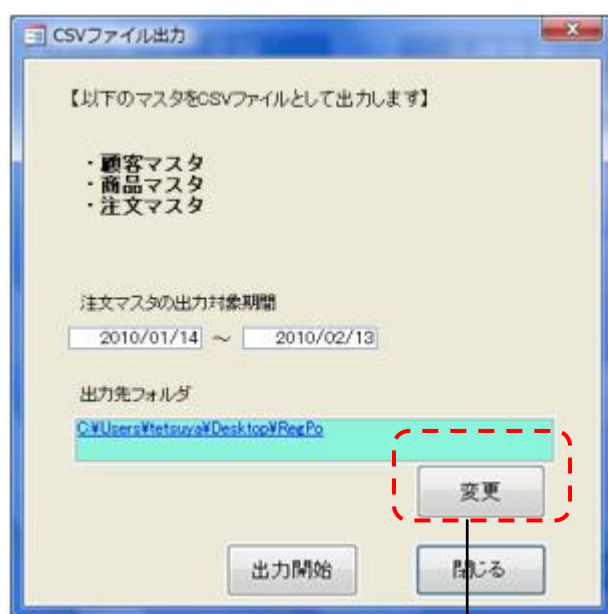 CSVファイル出力
【以下のマスタをCSVファイルとして出力します】
・顧客マスタ
・商品マスタ
・注文マスタ
注文マスタの出力対象期間
2010/01/14 ～ 2010/02/13
出力先フォルダ
C:¥Users¥tetsuya¥Desktop¥RegPo
変更
出力開始 閉じる